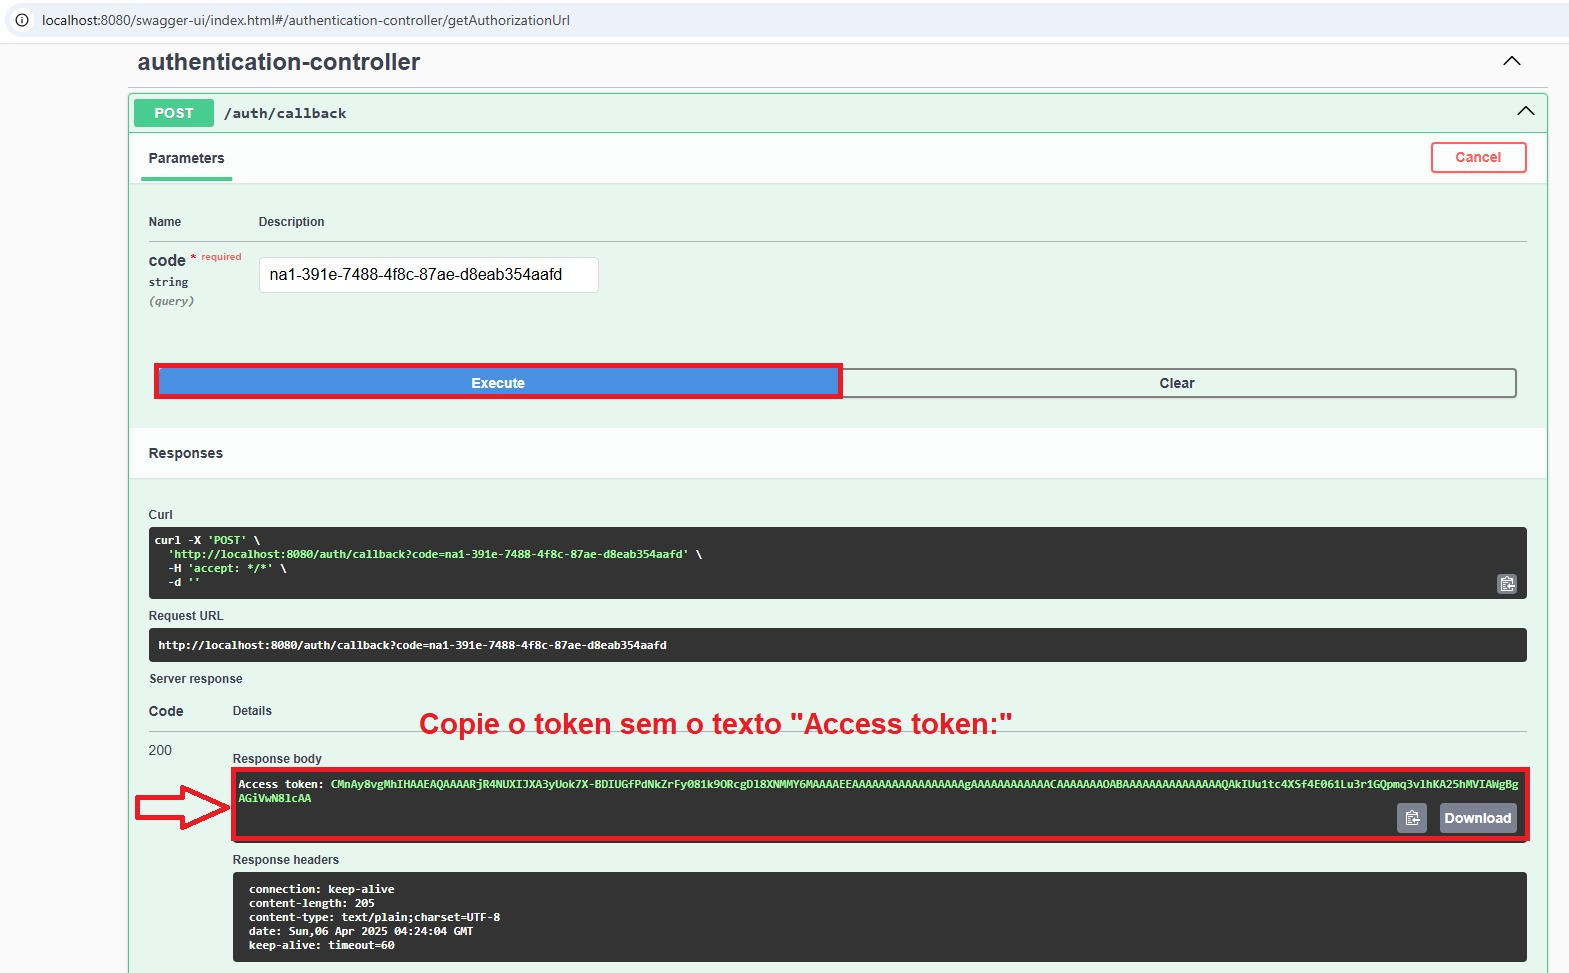 localhost:8080/swagger-ui/index.html#/authentication-controller/getAuthorizationUrl
authentication-controller
POST /auth/callback
Parameters
Cancel
Name Description
code * required
string
(query)
na1-391e-7488-4f8c-87ae-d8eab354aafd
Execute Clear
Responses
Curl
curl -X 'POST' \
'http://localhost:8080/auth/callback?code=na1-391e-7488-4f8c-87ae-d8eab354aafd' \
-H 'accept: */*' \
-d ''
Request URL
http://localhost:8080/auth/callback?code=na1-391e-7488-4f8c-87ae-d8eab354aafd
Server response
Code Details
Copie o token sem o texto "Access token:"
200
Response body
Access token: CMnAy8vgMhIHAAEAQAAAARjR4NUXIJXA3yUok7X-BDIUGfPdNkZrFy081k9ORcgDl8XNMMY6MAAAAEEAAAAAAAAAAAAAAAAAgAAAAAAAAAAAACAAAAAAAOABAAAAAAAAAAAAAAAQAkIUu1tc4XSf4E061Lu3r1GQpmq3vlhKA25hMVIAWgBg
AGiVwN8lcAA
Download
Response headers
connection: keep-alive
content-length: 205
content-type: text/plain;charset=UTF-8
date: Sun,06 Apr 2025 04:24:04 GMT
keep-alive: timeout=60